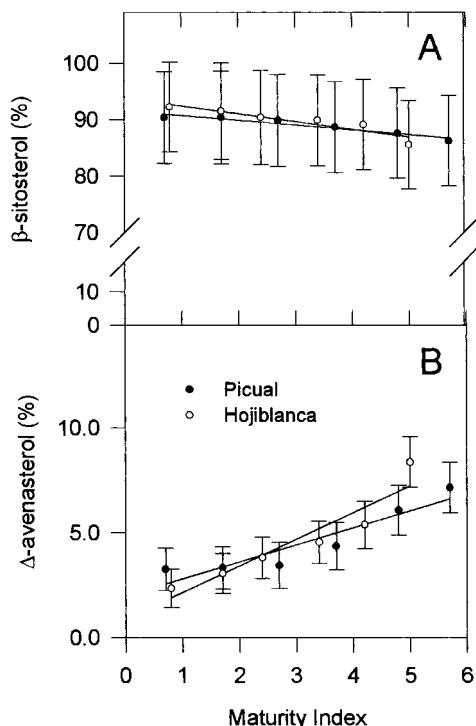 A
100
90
80
70
10
0
β-sitosterol (%)
B
Picual
Hojiblanca
10.0
5.0
0.0
Δ-avenasterol (%)
0 1 2 3 4 5 6
Maturity Index